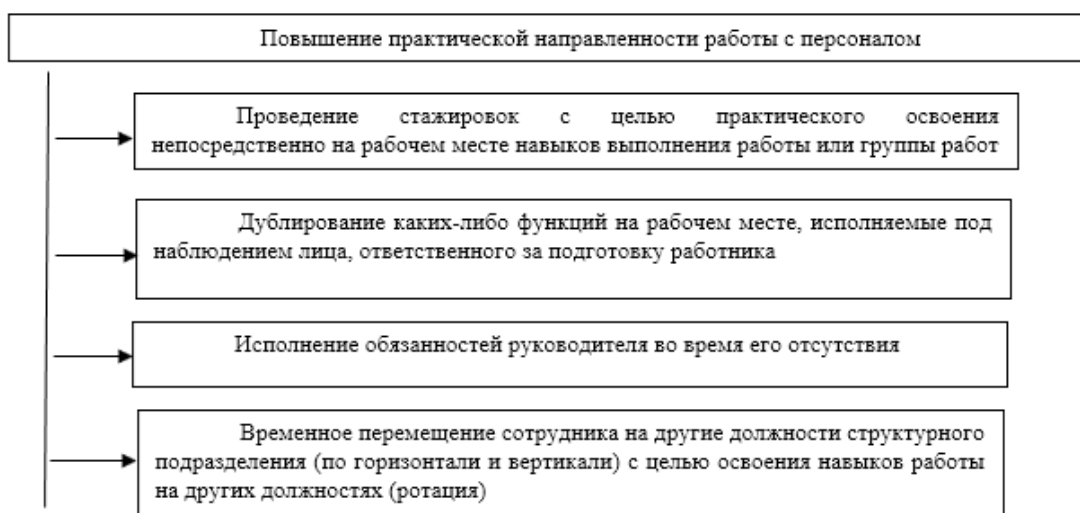 Повышение практической направленности работы с персоналом
Проведение стажировок с целью практического освоения
непосредственно на рабочем месте навыков выполнения работы или группы работ
Дублирование каких-либо функций на рабочем месте, исполняемые под
наблюдением лица, ответственного за подготовку работника
Исполнение обязанностей руководителя во время его отсутствия
Временное перемещение сотрудника на другие должности структурного
подразделения (по горизонтали и вертикали) с целью освоения навыков работы
на других должностях (ротация)